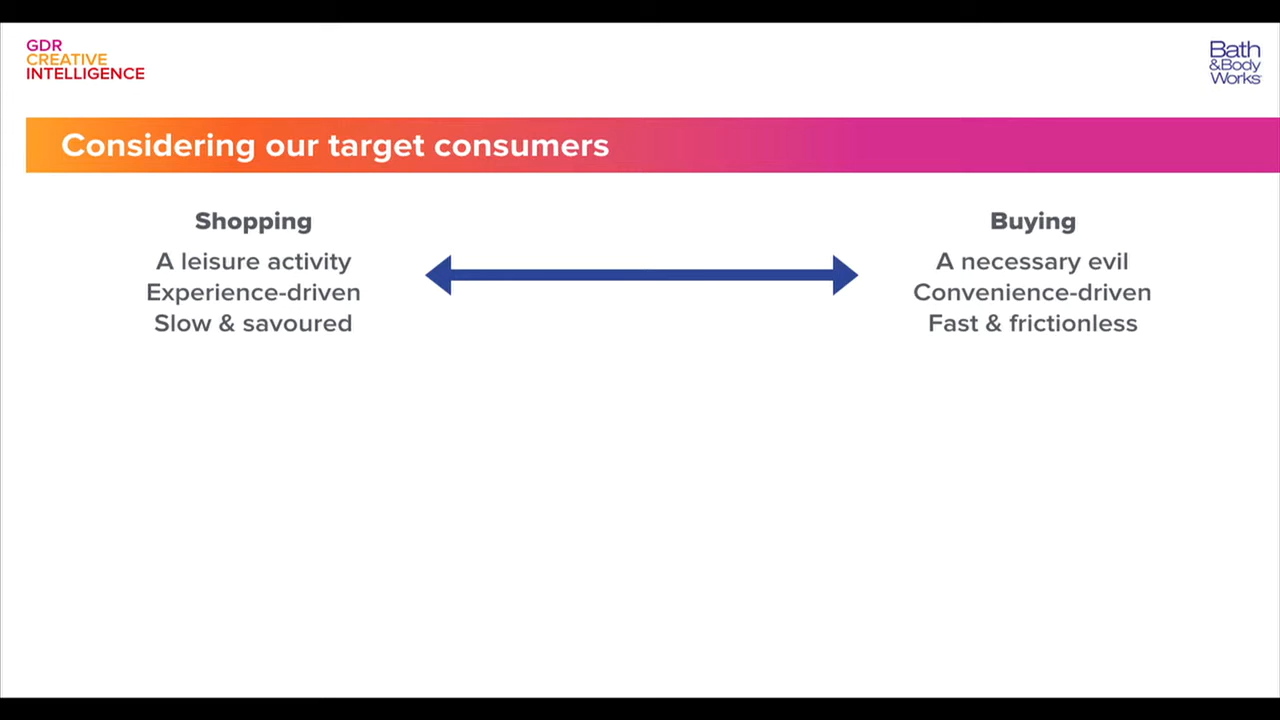 GDR
CREATIVE
INTELLIGENCE
Bath
&Body
Works
Considering our target consumers
Shopping
A leisure activity
Experience-driven
Slow & savoured
Buying
A necessary evil
Convenience-driven
Fast & frictionless